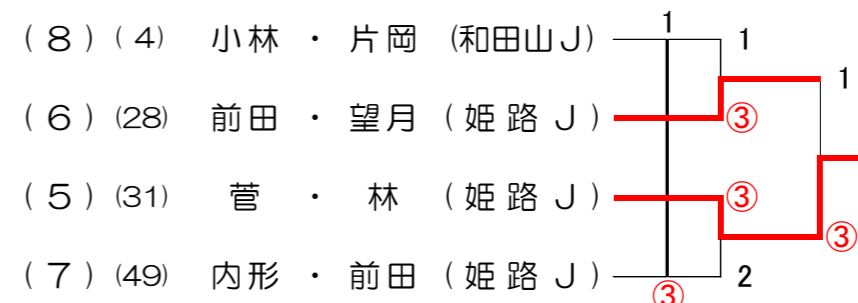 1
(８)(4) 小林・片岡(和田山J) 1
1
(６)(28) 前田・望月(姫路J) ③
(５)(31) 菅・林(姫路J) ③
③
(７)(49) 内形・前田(姫路J) 2
③